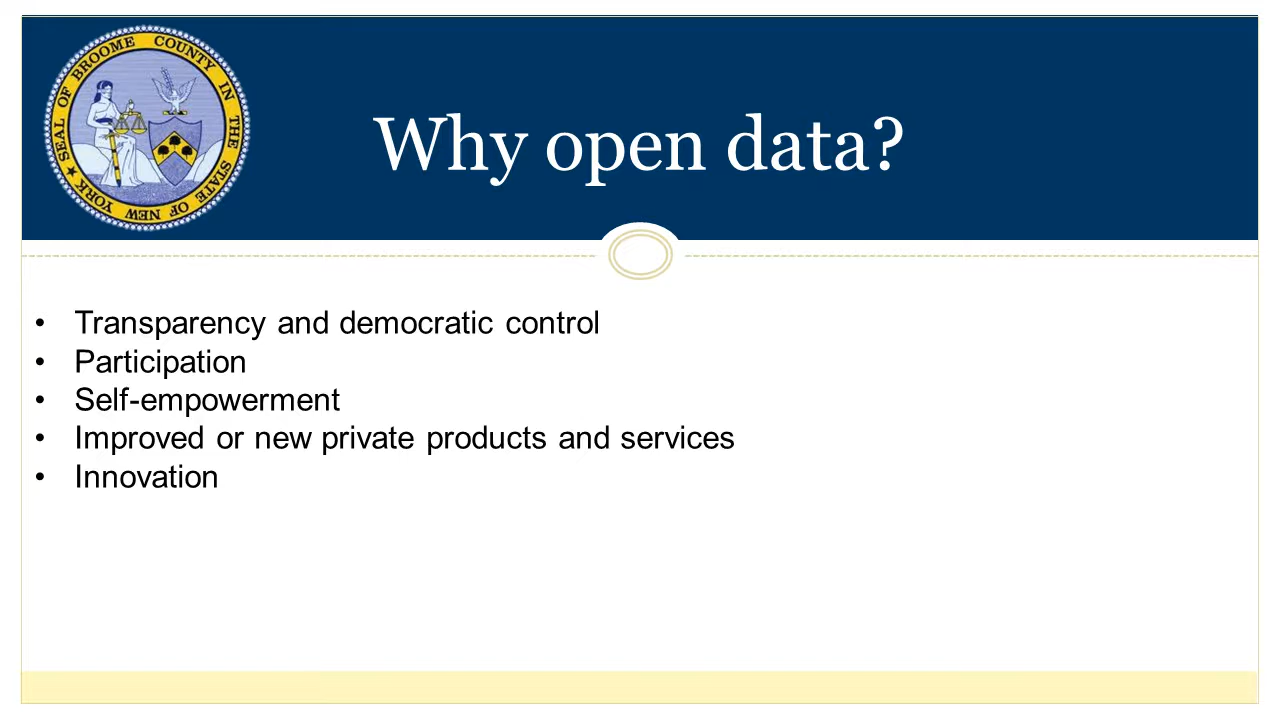 SEAL OF BROOME COUNTY IN THE STATE OF NEW YORK
Why open data?
• Transparency and democratic control
• Participation
• Self-empowerment
• Improved or new private products and services
• Innovation